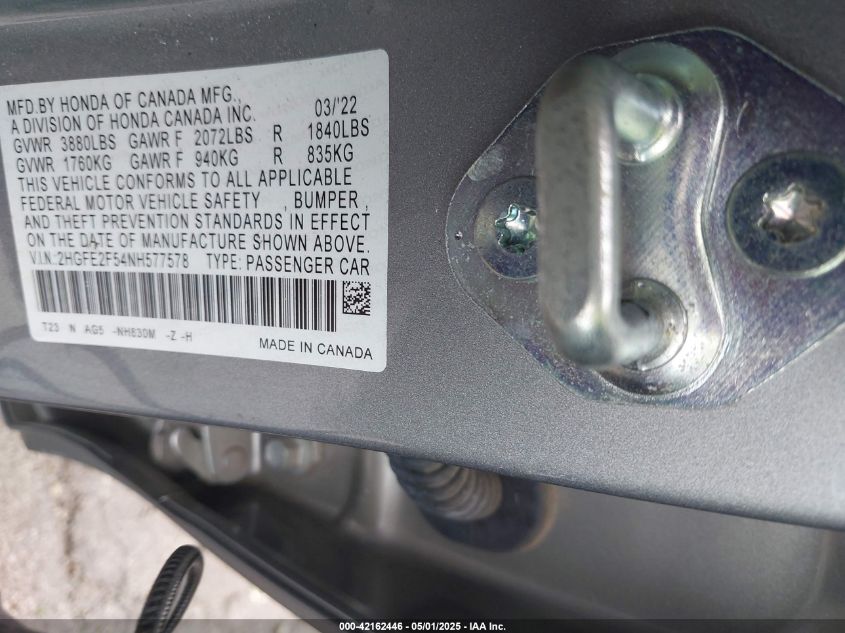 MFD.BY HONDA OF CANADA MFG., 03/'22
A DIVISION OF HONDA CANADA INC.
GVWR 3880LBS GAWR F 2072LBS R 1840LBS
GVWR 1760KG GAWR F 940KG R 835KG
THIS VEHICLE CONFORMS TO ALL APPLICABLE
FEDERAL MOTOR VEHICLE SAFETY , BUMPER ,
AND THEFT PREVENTION STANDARDS IN EFFECT
ON THE DATE OF MANUFACTURE SHOWN ABOVE.
V.I.N: 2HGFE2F54NH577578 TYPE: PASSENGER CAR
T23 N AG5 -NH830M -Z -H
MADE IN CANADA
000-42162446 - 05/01/2025 - IAA Inc.